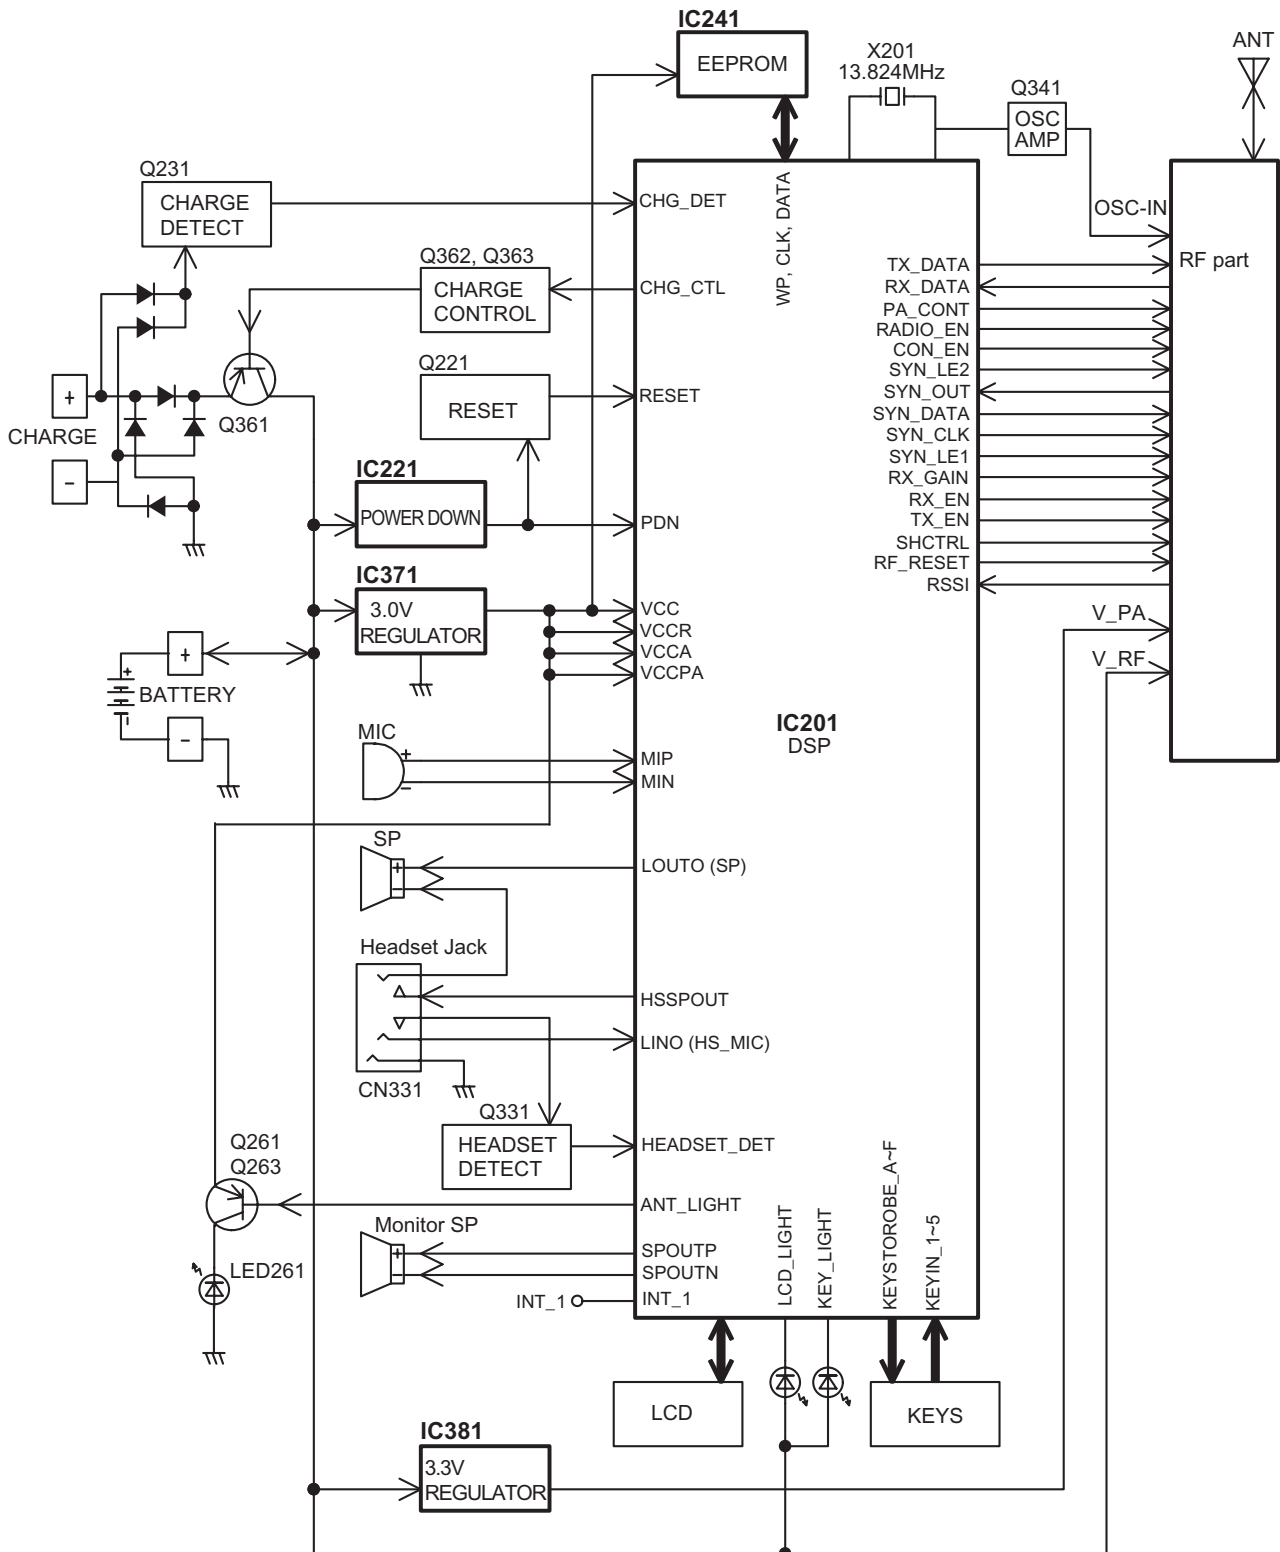 IC241
EEPROM
X201
13.824MHz
Q341
OSC
AMP
ANT
Q231
CHARGE
DETECT
CHG_DET
WP, CLK, DATA
OSC-IN
RF part
Q362, Q363
CHARGE
CONTROL
CHG_CTL
TX_DATA
RX_DATA
PA_CONT
RADIO_EN
CON_EN
SYN_LE2
SYN_OUT
SYN_DATA
SYN_CLK
SYN_LE1
RX_GAIN
RX_EN
TX_EN
SHCTRL
RF_RESET
RSSI
Q221
RESET
RESET
+
CHARGE
-
Q361
IC221
POWER DOWN
PDN
IC371
3.0V
REGULATOR
VCC
VCCR
VCCA
VCCPA
V_PA
V_RF
+
+
BATTERY
-
-
IC201
DSP
MIC
+
-
MIP
MIN
SP
+
-
LOUTO (SP)
Headset Jack
HSSPOUT
LINO (HS_MIC)
CN331
Q331
HEADSET
DETECT
HEADSET_DET
Q261
Q263
ANT_LIGHT
Monitor SP
+
-
SPOUTP
SPOUTN
LED261
INT_1
INT_1
LCD_LIGHT
KEY_LIGHT
KEYSTOROBE_A~F
KEYIN_1~5
LCD
KEYS
IC381
3.3V
REGULATOR